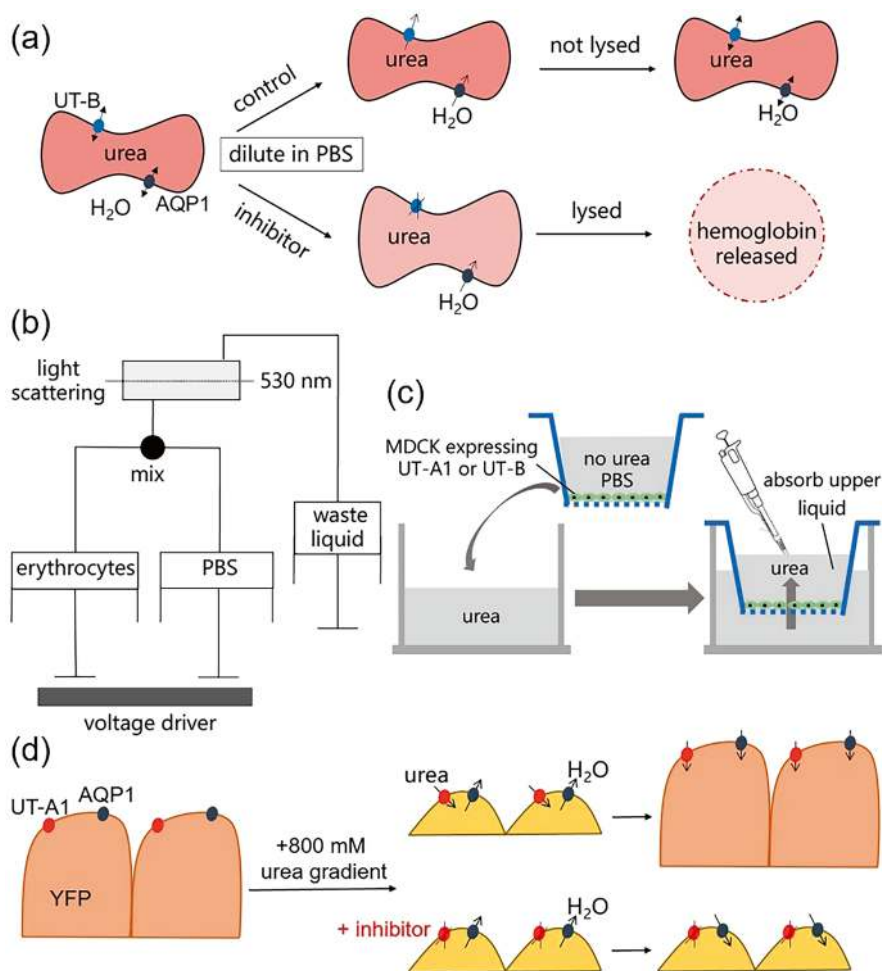 (a)
UT-B
urea
H₂O
AQP1
control
dilute in PBS
inhibitor
urea
H₂O
not lysed
urea
H₂O
urea
H₂O
lysed
hemoglobin
released
(b)
light
scattering
530 nm
mix
erythrocytes
PBS
waste
liquid
voltage driver
(c)
MDCK expressing
UT-A1 or UT-B
no urea
PBS
absorb upper
liquid
urea
urea
(d)
UT-A1
AQP1
YFP
+800 mM
urea gradient
urea
H₂O
+ inhibitor
H₂O